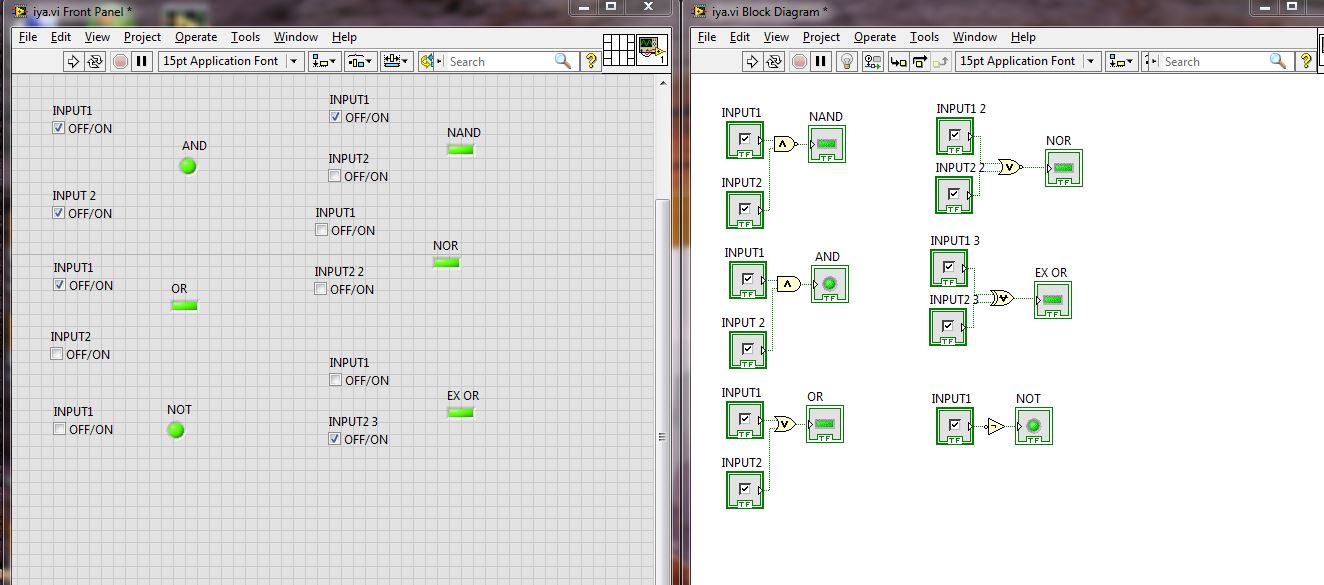 iya.vi Front Panel *
File Edit View Project Operate Tools Window Help
15pt Application Font Search ? 1
INPUT1
OFF/ON
AND
INPUT 2
OFF/ON
INPUT1
OFF/ON
OR
INPUT2
OFF/ON
INPUT1
OFF/ON
NOT
INPUT1
OFF/ON
NAND
INPUT2
OFF/ON
INPUT1
OFF/ON
NOR
INPUT2 2
OFF/ON
INPUT1
OFF/ON
EX OR
INPUT2 3
OFF/ON
iya.vi Block Diagram *
File Edit View Project Operate Tools Window Help
15pt Application Font Search ?
INPUT1
TF
NAND
TF
INPUT2
TF
INPUT1
TF
AND
TF
INPUT 2
TF
INPUT1
TF
OR
TF
INPUT2
TF
INPUT1 2
TF
NOR
TF
INPUT2 2
TF
INPUT1 3
TF
EX OR
TF
INPUT2 3
TF
INPUT1
TF
NOT
TF